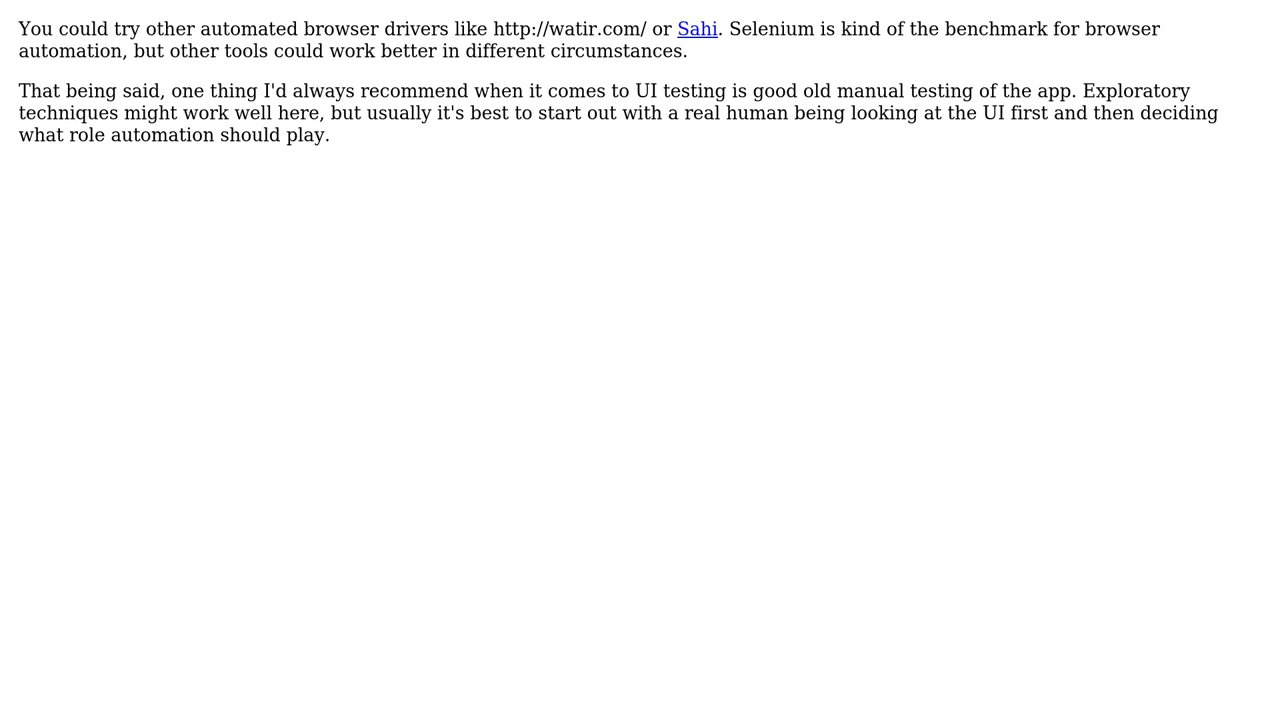 You could try other automated browser drivers like http://watir.com/ or Sahi. Selenium is kind of the benchmark for browser
automation, but other tools could work better in different circumstances.
That being said, one thing I'd always recommend when it comes to UI testing is good old manual testing of the app. Exploratory
techniques might work well here, but usually it's best to start out with a real human being looking at the UI first and then deciding
what role automation should play.